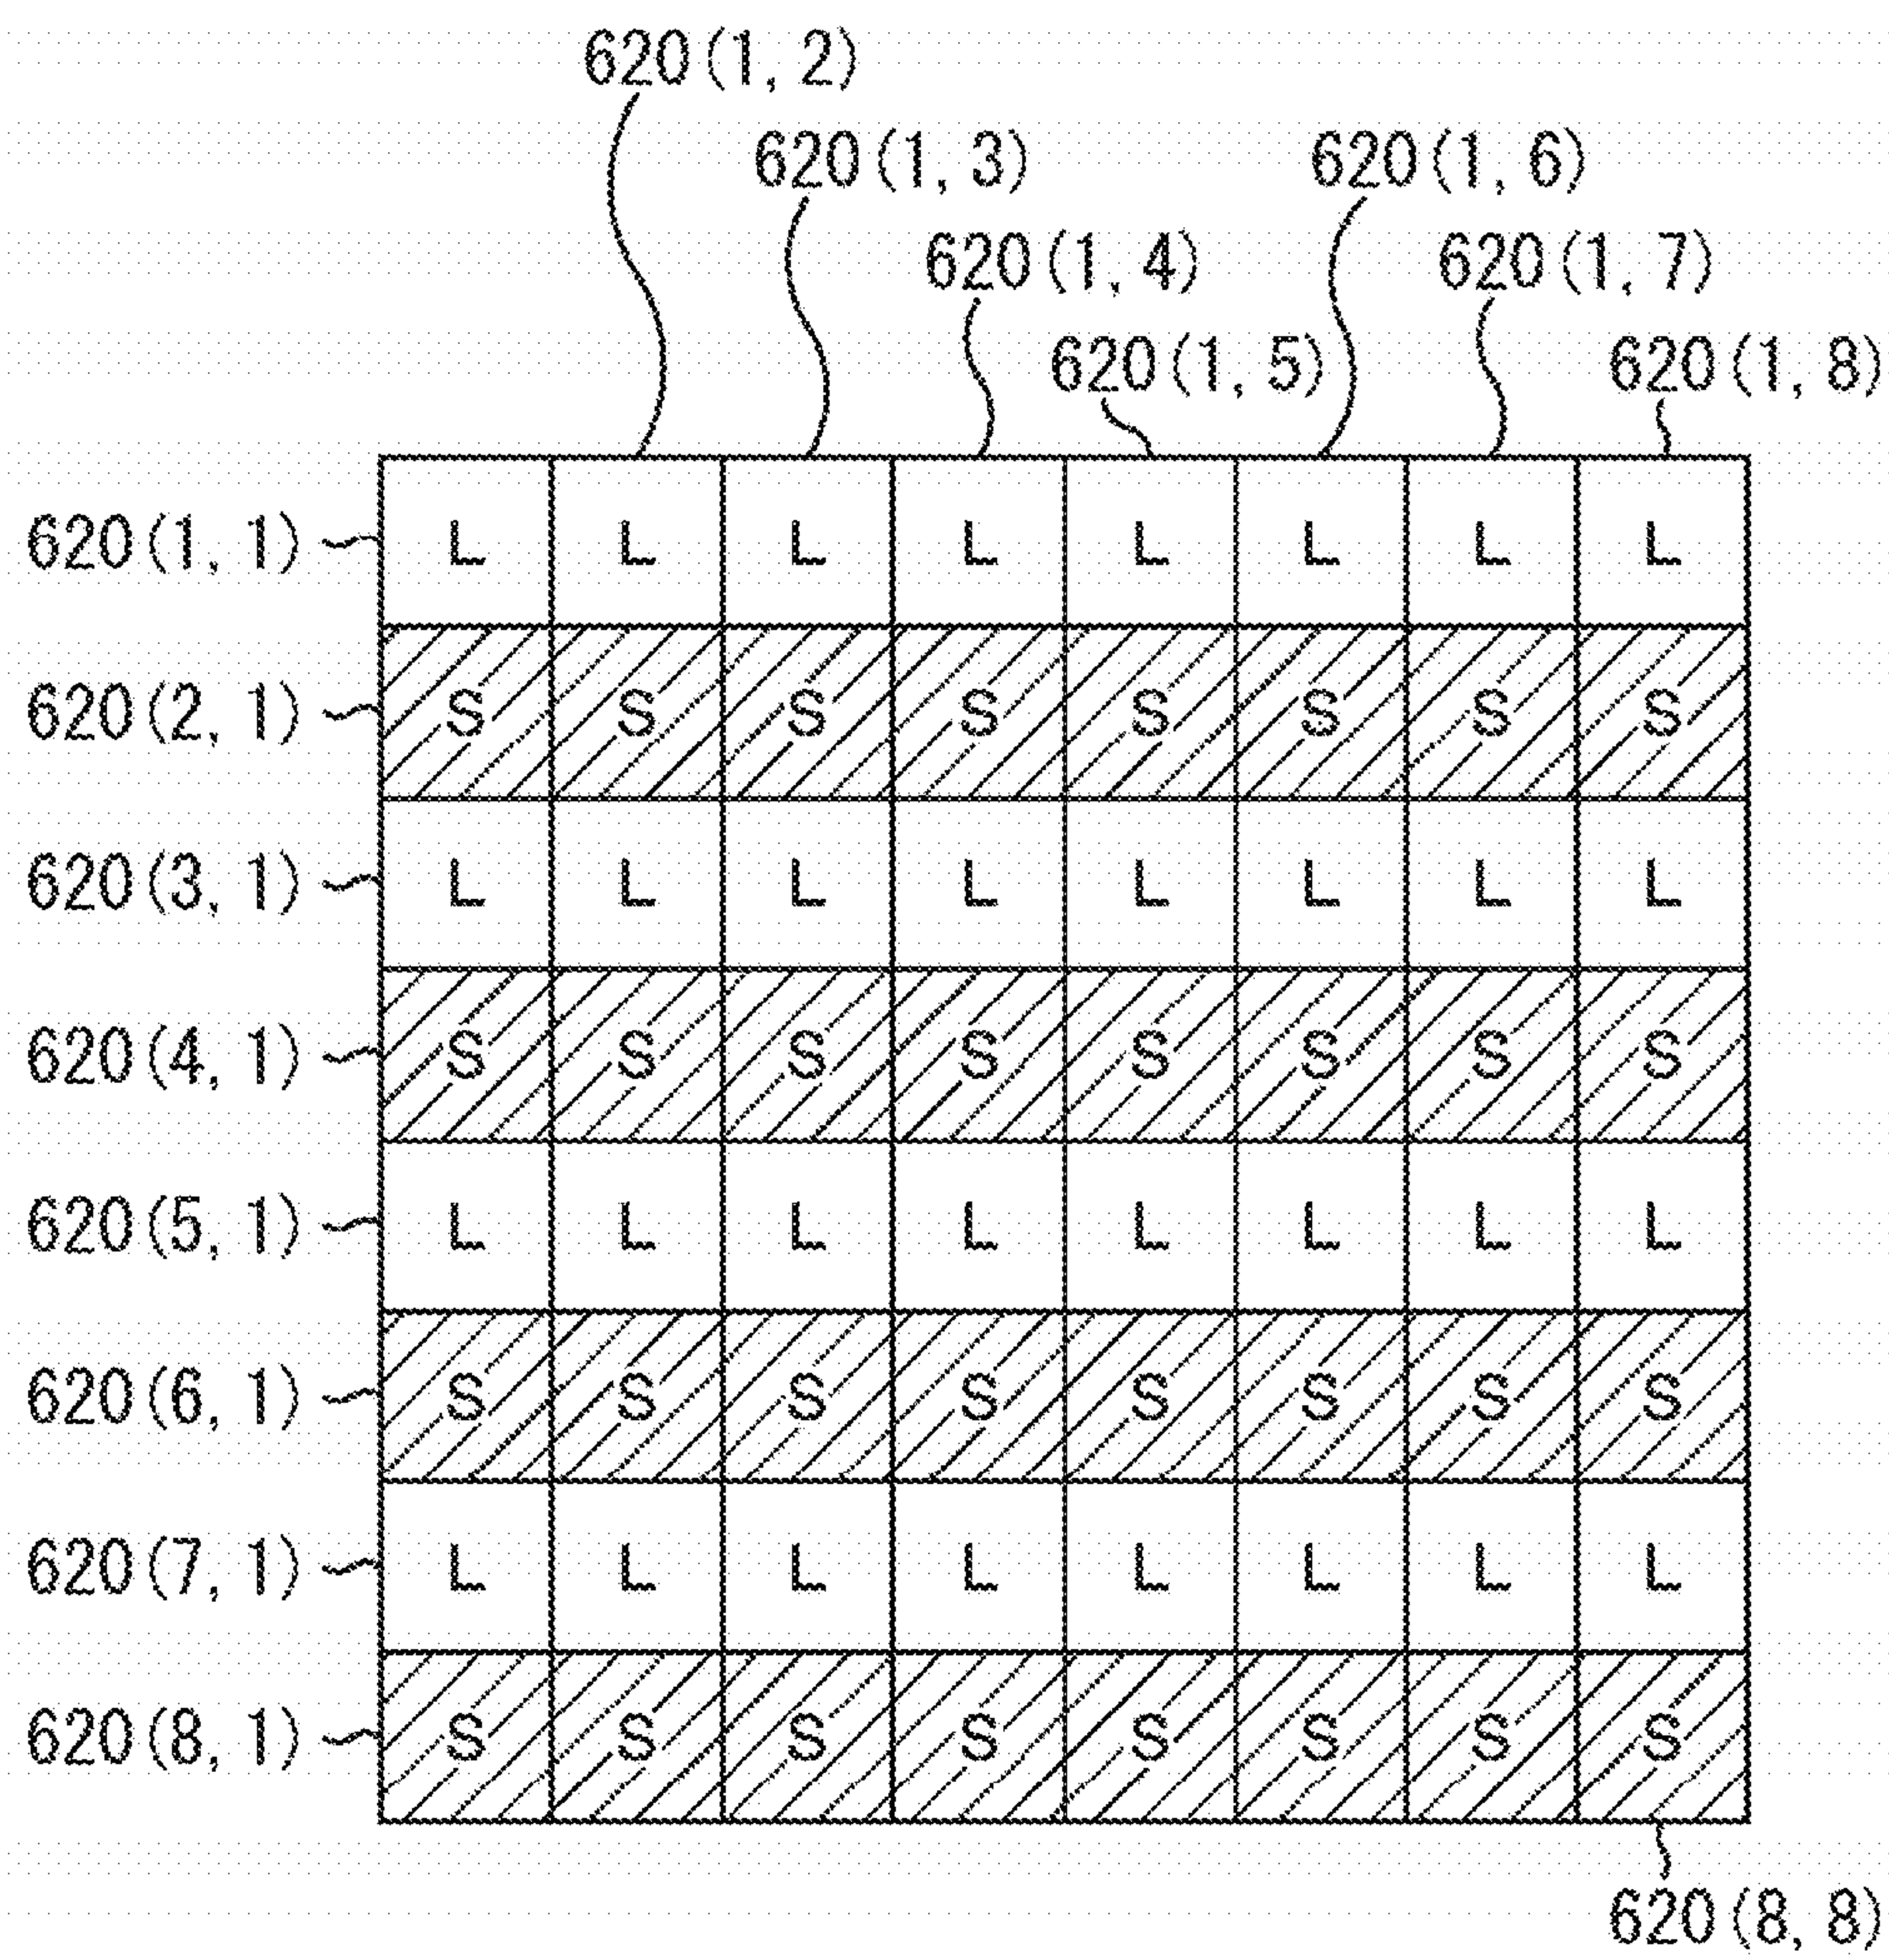 620(1, 2)
620(1, 3)
620(1, 6)
620(1, 4)
620(1, 7)
620(1, 5)
620(1, 8)
620(1, 1) L L L L L L L L
620(2, 1) S S S S S S S S
620(3, 1) L L L L L L L L
620(4, 1) S S S S S S S S
620(5, 1) L L L L L L L L
620(6, 1) S S S S S S S S
620(7, 1) L L L L L L L L
620(8, 1) S S S S S S S S
620(8, 8)